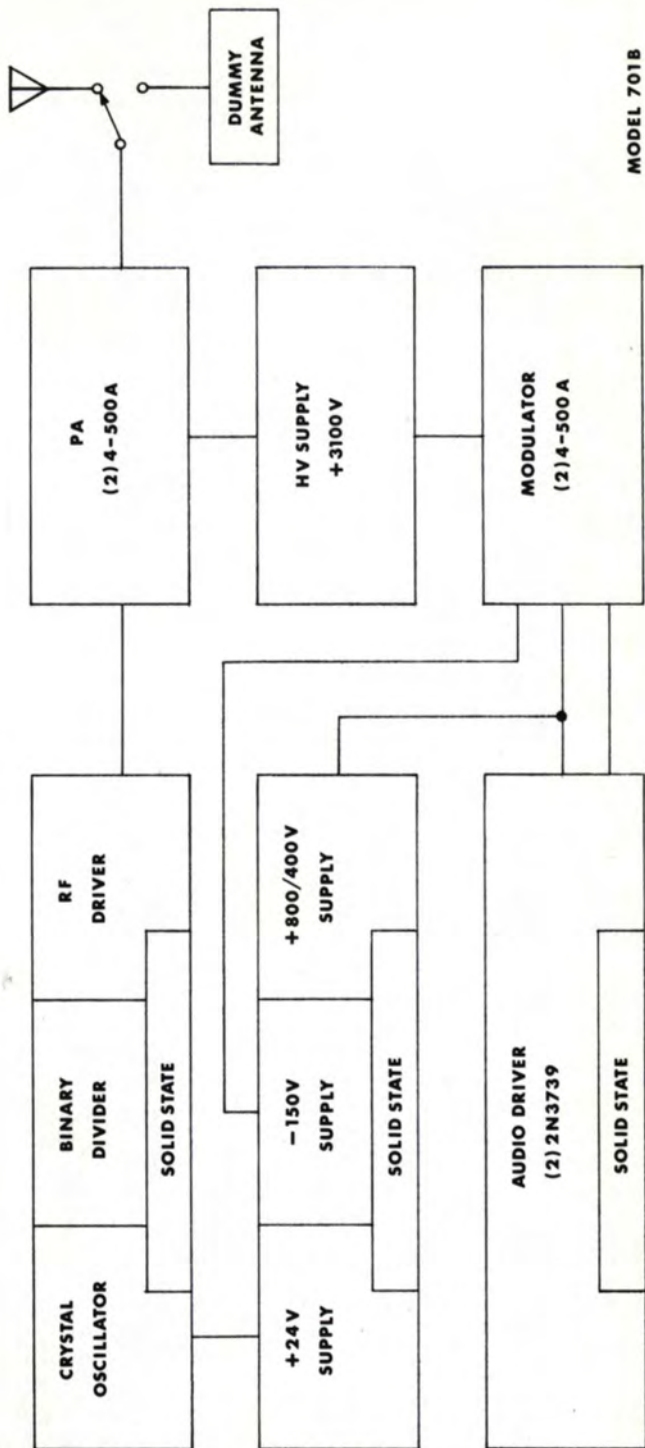 CRYSTAL
OSCILLATOR
BINARY
DIVIDER
RF
DRIVER
SOLID STATE
PA
(2) 4-500A
DUMMY
ANTENNA
+24V
SUPPLY
-150V
SUPPLY
+800/400V
SUPPLY
SOLID STATE
HV SUPPLY
+3100V
AUDIO DRIVER
(2) 2N3739
SOLID STATE
MODULATOR
(2) 4-500A
MODEL 701B